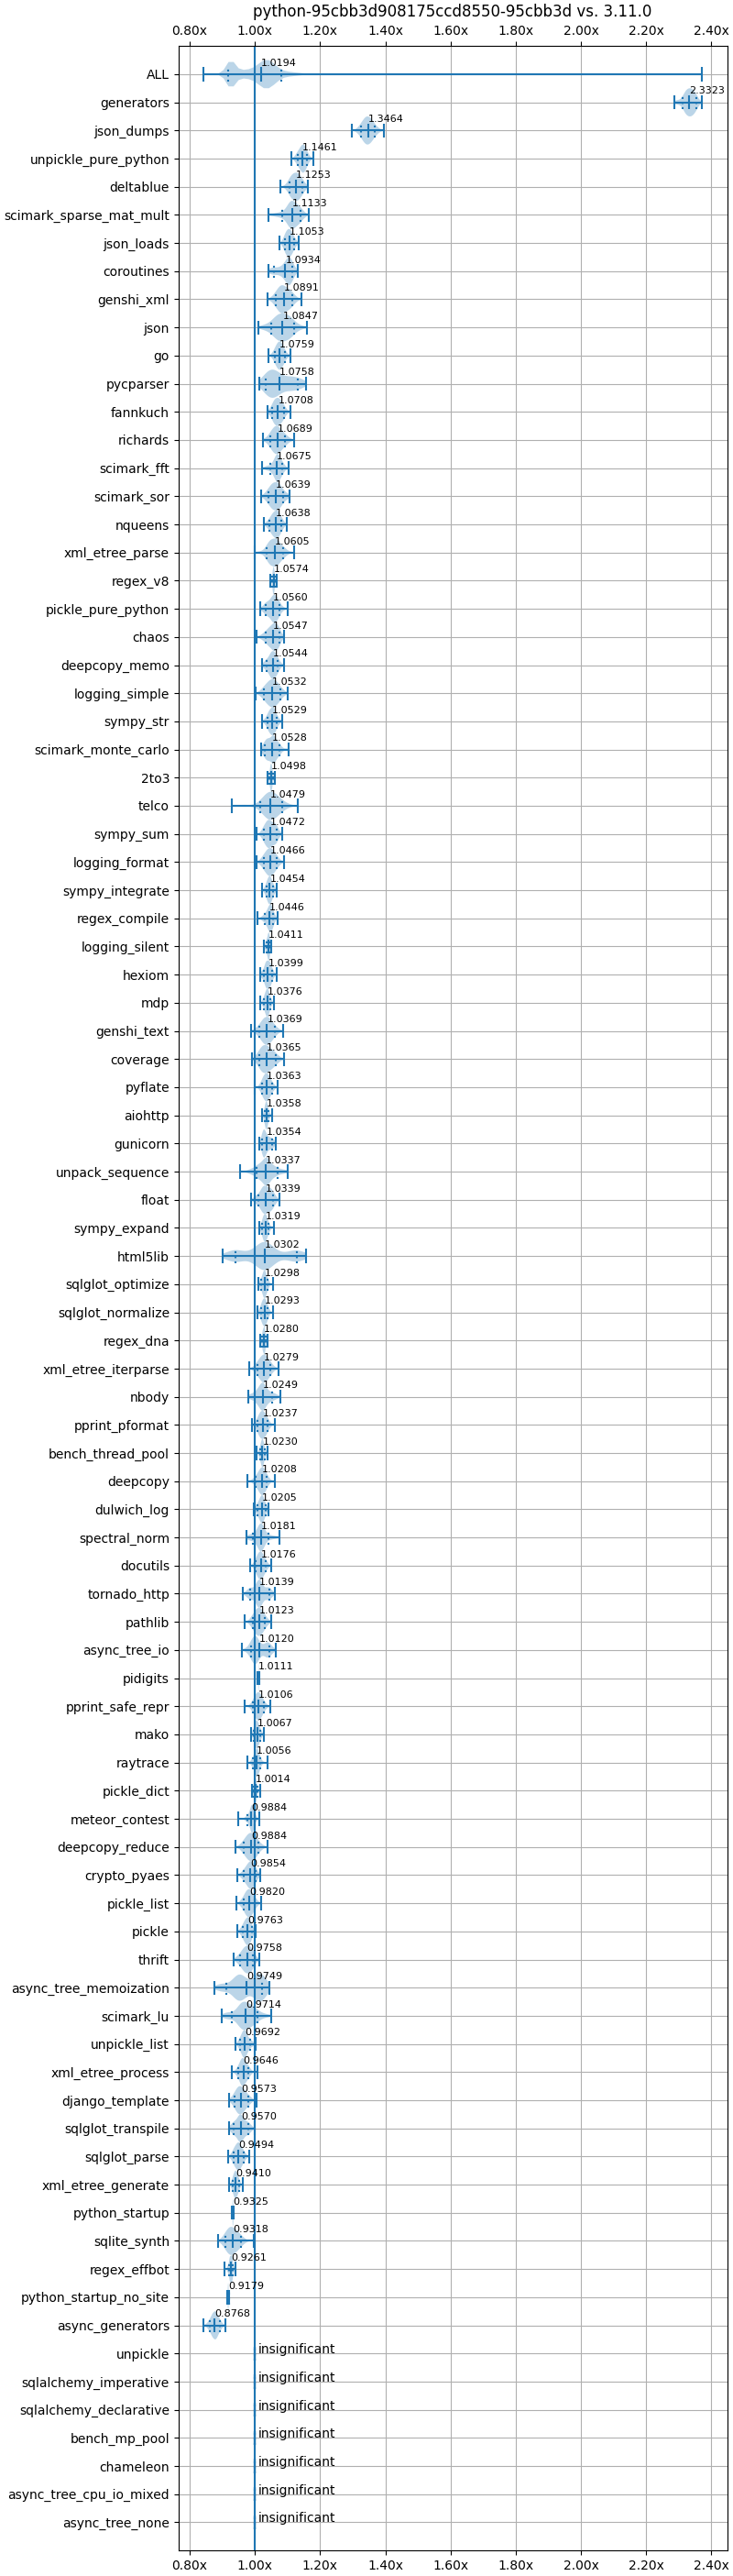 python-95cbb3d908175ccd8550-95cbb3d vs. 3.11.0
0.80x 1.00x 1.20x 1.40x 1.60x 1.80x 2.00x 2.20x 2.40x
ALL 1.0194
generators 2.3323
json_dumps 1.3464
unpickle_pure_python 1.1461
deltablue 1.1253
scimark_sparse_mat_mult 1.1133
json_loads 1.1053
coroutines 1.0934
genshi_xml 1.0891
json 1.0847
go 1.0759
pycparser 1.0758
fannkuch 1.0708
richards 1.0689
scimark_fft 1.0675
scimark_sor 1.0639
nqueens 1.0638
xml_etree_parse 1.0605
regex_v8 1.0574
pickle_pure_python 1.0560
chaos 1.0547
deepcopy_memo 1.0544
logging_simple 1.0532
sympy_str 1.0529
scimark_monte_carlo 1.0528
2to3 1.0498
telco 1.0479
sympy_sum 1.0472
logging_format 1.0466
sympy_integrate 1.0454
regex_compile 1.0446
logging_silent 1.0411
hexiom 1.0399
mdp 1.0376
genshi_text 1.0369
coverage 1.0365
pyflate 1.0363
aiohttp 1.0358
gunicorn 1.0354
unpack_sequence 1.0337
float 1.0339
sympy_expand 1.0319
html5lib 1.0302
sqlglot_optimize 1.0298
sqlglot_normalize 1.0293
regex_dna 1.0280
xml_etree_iterparse 1.0279
nbody 1.0249
pprint_pformat 1.0237
bench_thread_pool 1.0230
deepcopy 1.0208
dulwich_log 1.0205
spectral_norm 1.0181
docutils 1.0176
tornado_http 1.0139
pathlib 1.0123
async_tree_io 1.0120
pidigits 1.0111
pprint_safe_repr 1.0106
mako 1.0067
raytrace 1.0056
pickle_dict 1.0014
meteor_contest 0.9884
deepcopy_reduce 0.9884
crypto_pyaes 0.9854
pickle_list 0.9820
pickle 0.9763
thrift 0.9758
async_tree_memoization 0.9749
scimark_lu 0.9714
unpickle_list 0.9692
xml_etree_process 0.9646
django_template 0.9573
sqlglot_transpile 0.9570
sqlglot_parse 0.9494
xml_etree_generate 0.9410
python_startup 0.9325
sqlite_synth 0.9318
regex_effbot 0.9261
python_startup_no_site 0.9179
async_generators 0.8768
unpickle insignificant
sqlalchemy_imperative insignificant
sqlalchemy_declarative insignificant
bench_mp_pool insignificant
chameleon insignificant
async_tree_cpu_io_mixed insignificant
async_tree_none insignificant
0.80x 1.00x 1.20x 1.40x 1.60x 1.80x 2.00x 2.20x 2.40x